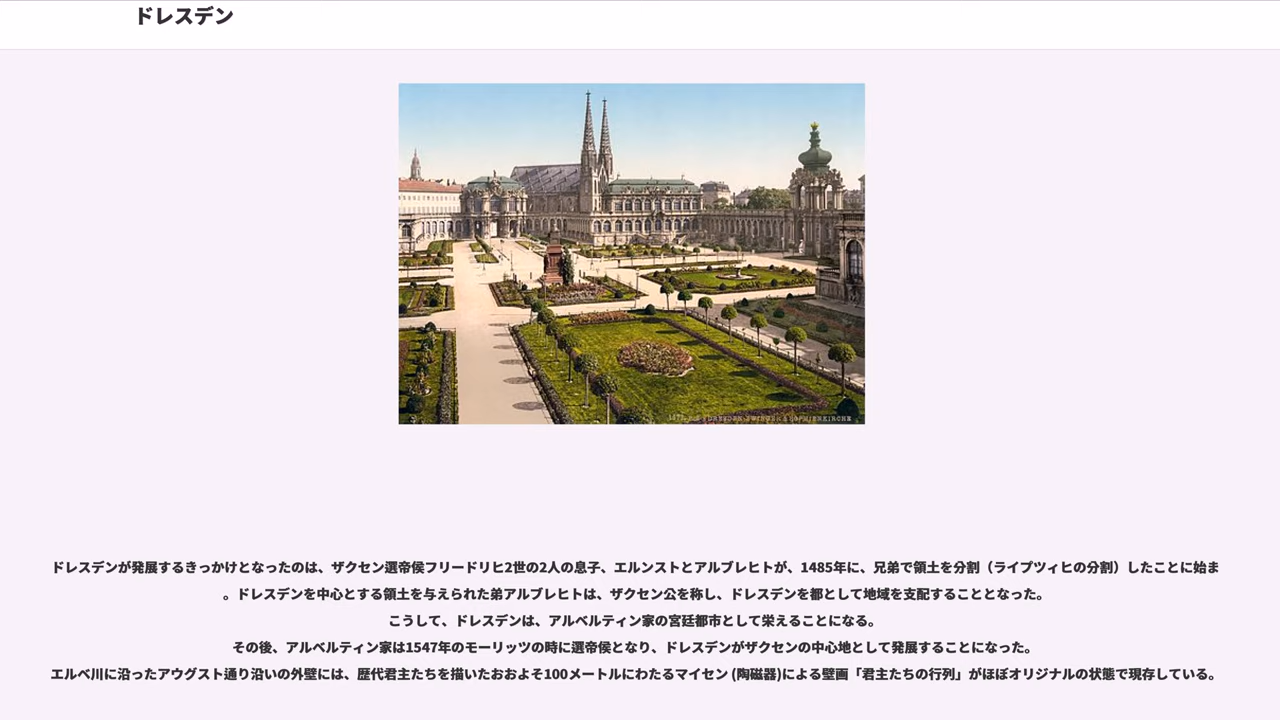 ドレスデン
ドレスデンが発展するきっかけとなったのは、ザクセン選帝侯フリードリヒ2世の2人の息子、エルンストとアルブレヒトが、1485年に、兄弟で領土を分割（ライプツィヒの分割）したことに始ま
。ドレスデンを中心とする領土を与えられた弟アルブレヒトは、ザクセン公を称し、ドレスデンを都として地域を支配することとなった。
こうして、ドレスデンは、アルベルティン家の宮廷都市として栄えることになる。
その後、アルベルティン家は1547年のモーリッツの時に選帝侯となり、ドレスデンがザクセンの中心地として発展することになった。
エルベ川に沿ったアウグスト通り沿いの外壁には、歴代君主たちを描いたおおよそ100メートルにわたるマイセン (陶磁器)による壁画「君主たちの行列」がほぼオリジナルの状態で現存している。